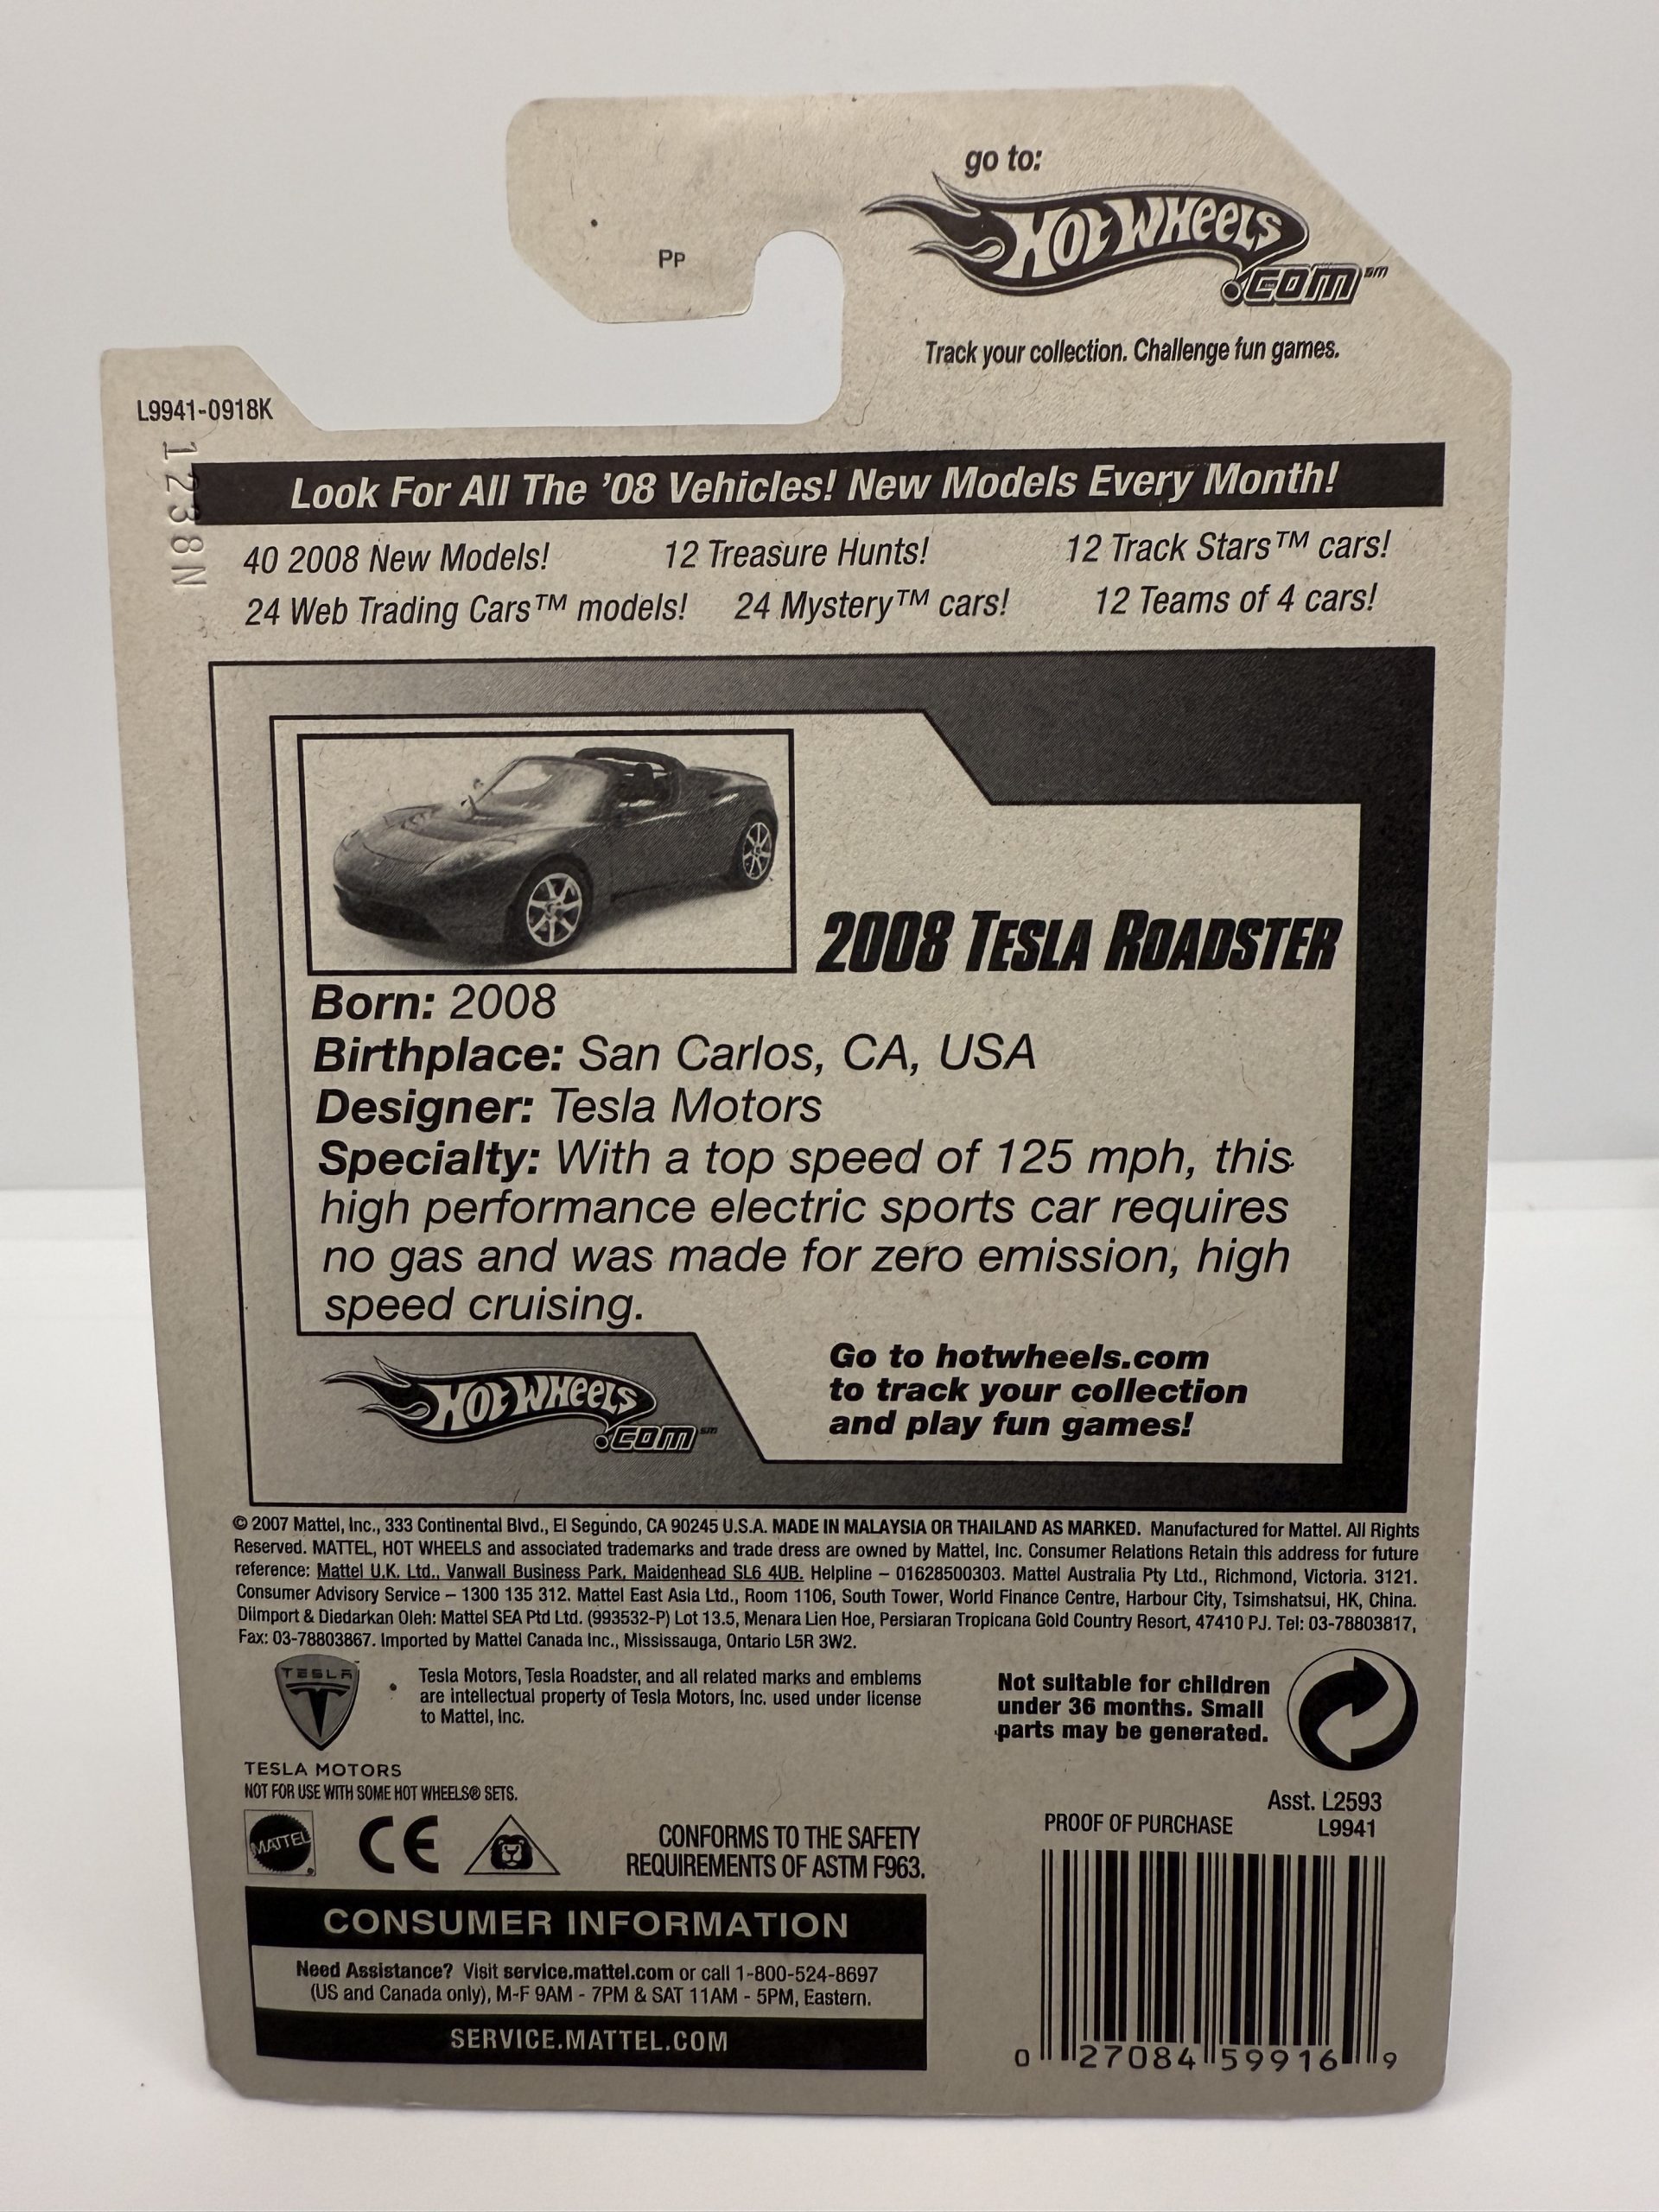 go to:
Hot Wheels
.com℠
Pp
Track your collection. Challenge fun games.
L9941-0918K
1238N
Look For All The '08 Vehicles! New Models Every Month!
40 2008 New Models! 12 Treasure Hunts! 12 Track Stars™ cars!
24 Web Trading Cars™ models! 24 Mystery™ cars! 12 Teams of 4 cars!
2008 TESLA ROADSTER
Born: 2008
Birthplace: San Carlos, CA, USA
Designer: Tesla Motors
Specialty: With a top speed of 125 mph, this
high performance electric sports car requires
no gas and was made for zero emission, high
speed cruising.
Hot Wheels
.com℠
Go to hotwheels.com
to track your collection
and play fun games!
© 2007 Mattel, Inc., 333 Continental Blvd., El Segundo, CA 90245 U.S.A. MADE IN MALAYSIA OR THAILAND AS MARKED. Manufactured for Mattel. All Rights
Reserved. MATTEL, HOT WHEELS and associated trademarks and trade dress are owned by Mattel, Inc. Consumer Relations Retain this address for future
reference: Mattel U.K. Ltd., Vanwall Business Park, Maidenhead SL6 4UB. Helpline – 01628500303. Mattel Australia Pty Ltd., Richmond, Victoria. 3121.
Consumer Advisory Service – 1300 135 312. Mattel East Asia Ltd., Room 1106, South Tower, World Finance Centre, Harbour City, Tsimshatsui, HK, China.
Diimport & Diedarkan Oleh: Mattel SEA Ptd Ltd. (993532-P) Lot 13.5, Menara Lien Hoe, Persiaran Tropicana Gold Country Resort, 47410 PJ. Tel: 03-78803817,
Fax: 03-78803867. Imported by Mattel Canada Inc., Mississauga, Ontario L5R 3W2.
TESLA
TESLA MOTORS
Tesla Motors, Tesla Roadster, and all related marks and emblems
are intellectual property of Tesla Motors, Inc. used under license
to Mattel, Inc.
Not suitable for children
under 36 months. Small
parts may be generated.
NOT FOR USE WITH SOME HOT WHEELS® SETS.
MATTEL
CE
CONFORMS TO THE SAFETY
REQUIREMENTS OF ASTM F963.
Asst. L2593
PROOF OF PURCHASE L9941
CONSUMER INFORMATION
Need Assistance? Visit service.mattel.com or call 1-800-524-8697
(US and Canada only), M-F 9AM - 7PM & SAT 11AM - 5PM, Eastern.
SERVICE.MATTEL.COM
0 27084 59916 9